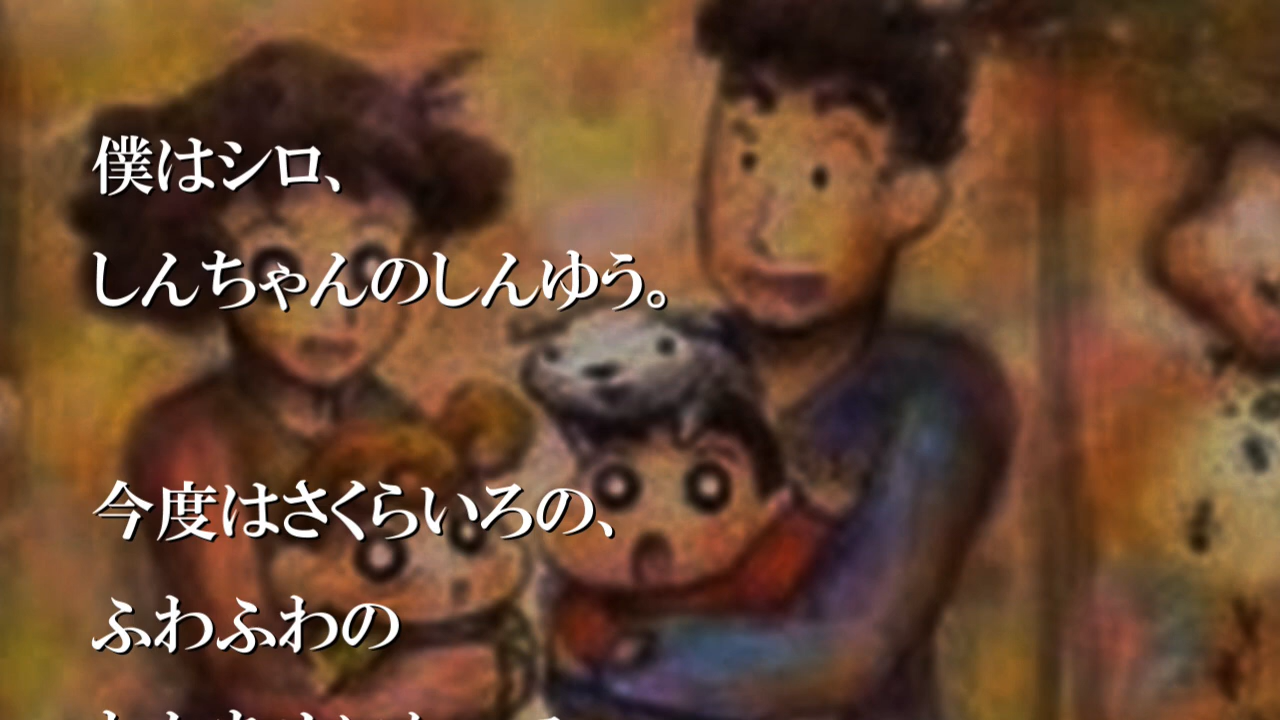 僕はシロ、
しんちゃんのしんゆう。
今度はさくらいろの、
ふわふわの